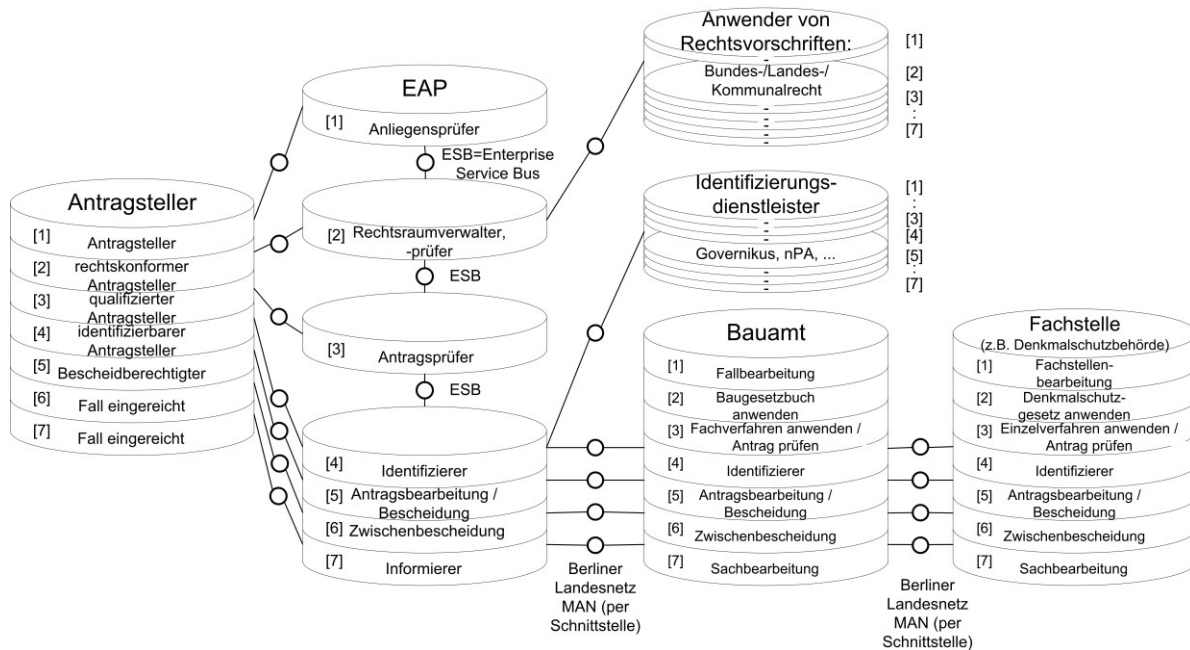 Antragsteller
[1] Antragsteller
[2] rechtskonformer
Antragsteller
[3] qualifizierter
Antragsteller
[4] identifizierbarer
Antragsteller
[5] Bescheidberechtigter
[6] Fall eingereicht
[7] Fall eingereicht
EAP
[1] Anliegensprüfer
ESB=Enterprise
Service Bus
[2] Rechtsraumverwalter,
-prüfer
ESB
[3] Antragsprüfer
ESB
[4] Identifizierer
[5] Antragsbearbeitung /
Bescheidung
[6] Zwischenbescheidung
[7] Informierer
Berliner
Landesnetz
MAN (per
Schnittstelle)
Anwender von
Rechtsvorschriften:
-
Bundes-/Landes-/
Kommunalrecht
-
-
-
-
[1]
[2]
[3]
:
[7]
Identifizierungs-
dienstleister
-
-
Governikus, nPA, ...
-
-
[1]
:
[3]
[4]
[5]
:
[7]
Bauamt
[1] Fallbearbeitung
[2] Baugesetzbuch
anwenden
[3] Fachverfahren anwenden /
Antrag prüfen
[4] Identifizierer
[5] Antragsbearbeitung /
Bescheidung
[6] Zwischenbescheidung
[7] Sachbearbeitung
Berliner
Landesnetz
MAN (per
Schnittstelle)
Fachstelle
(z.B. Denkmalschutzbehörde)
[1] Fachstellen-
bearbeitung
[2] Denkmalschutz-
gesetz anwenden
[3] Einzelverfahren anwenden /
Antrag prüfen
[4] Identifizierer
[5] Antragsbearbeitung /
Bescheidung
[6] Zwischenbescheidung
[7] Sachbearbeitung